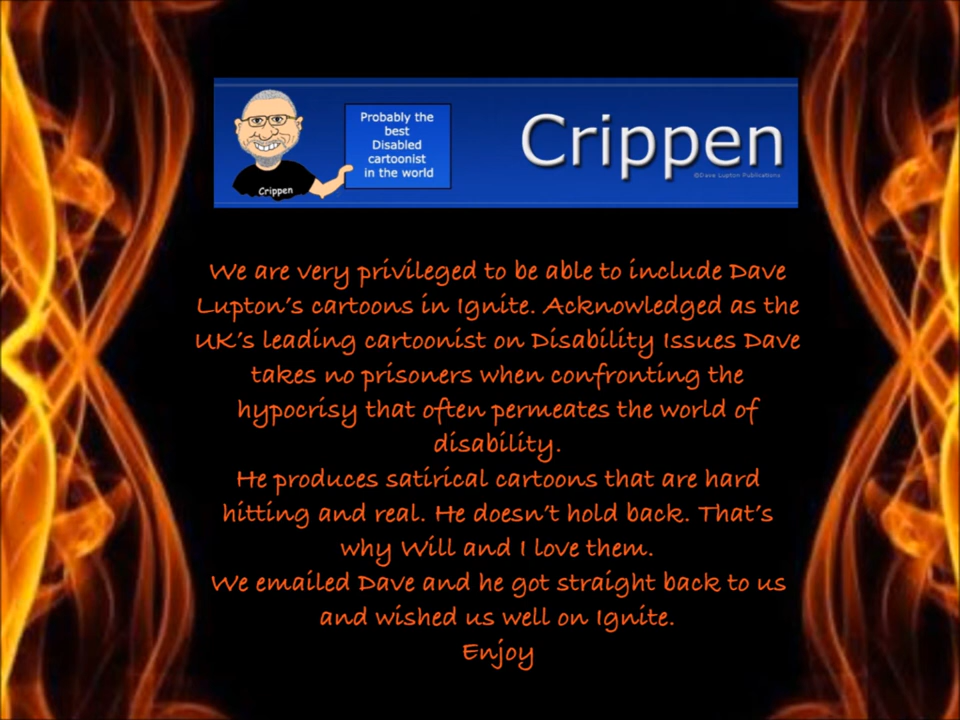 Probably the
best
Disabled
cartoonist
in the world
Crippen
Crippen
©Dave Lupton Publications
We are very privileged to be able to include Dave
Lupton's cartoons in Ignite. Acknowledged as the
UK's leading cartoonist on Disability Issues Dave
takes no prisoners when confronting the
hypocrisy that often permeates the world of
disability.
He produces satirical cartoons that are hard
hitting and real. He doesn't hold back. That's
why Will and I love them.
We emailed Dave and he got straight back to us
and wished us well on Ignite.
Enjoy